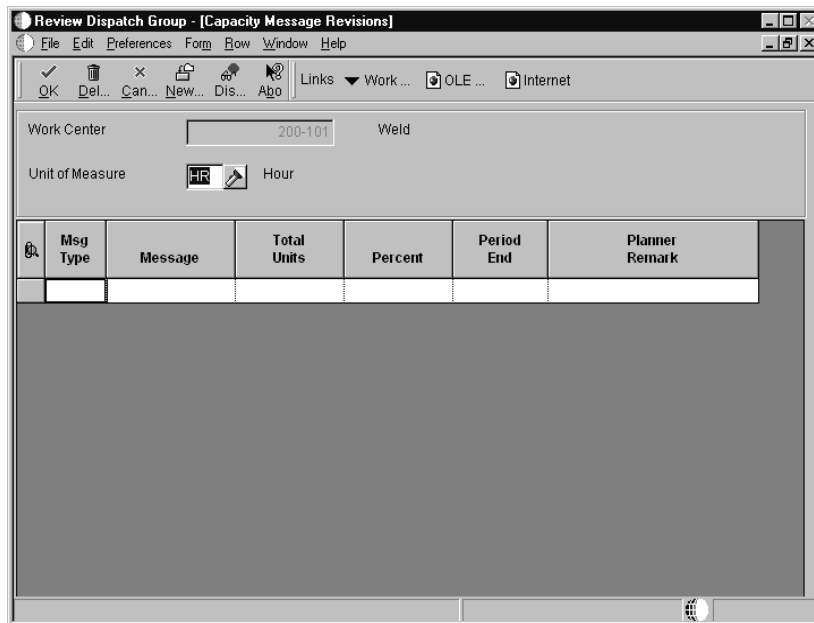 Review Dispatch Group - [Capacity Message Revisions]
File Edit Preferences Form Row Window Help
OK Del... Can... New... Dis... Abo Links Work ... OLE ... Internet
Work Center 200-101 Weld
Unit of Measure HR Hour
Msg Type Message Total Units Percent Period End Planner Remark